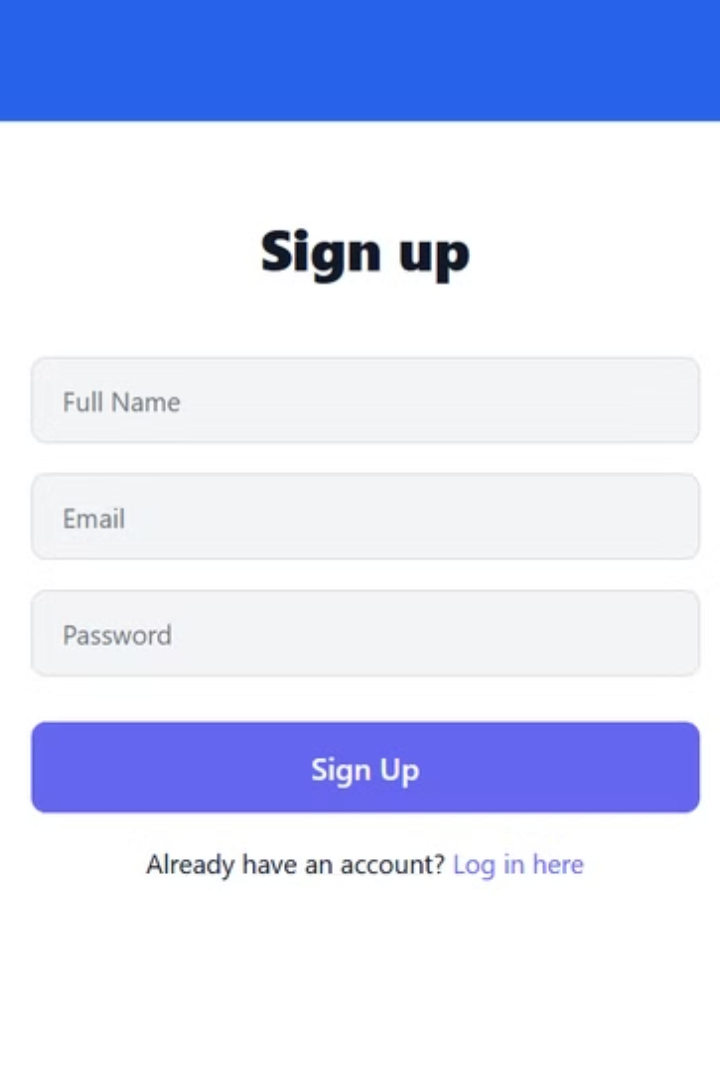 Sign up
Full Name
Email
Password
Sign Up
Already have an account? Log in here